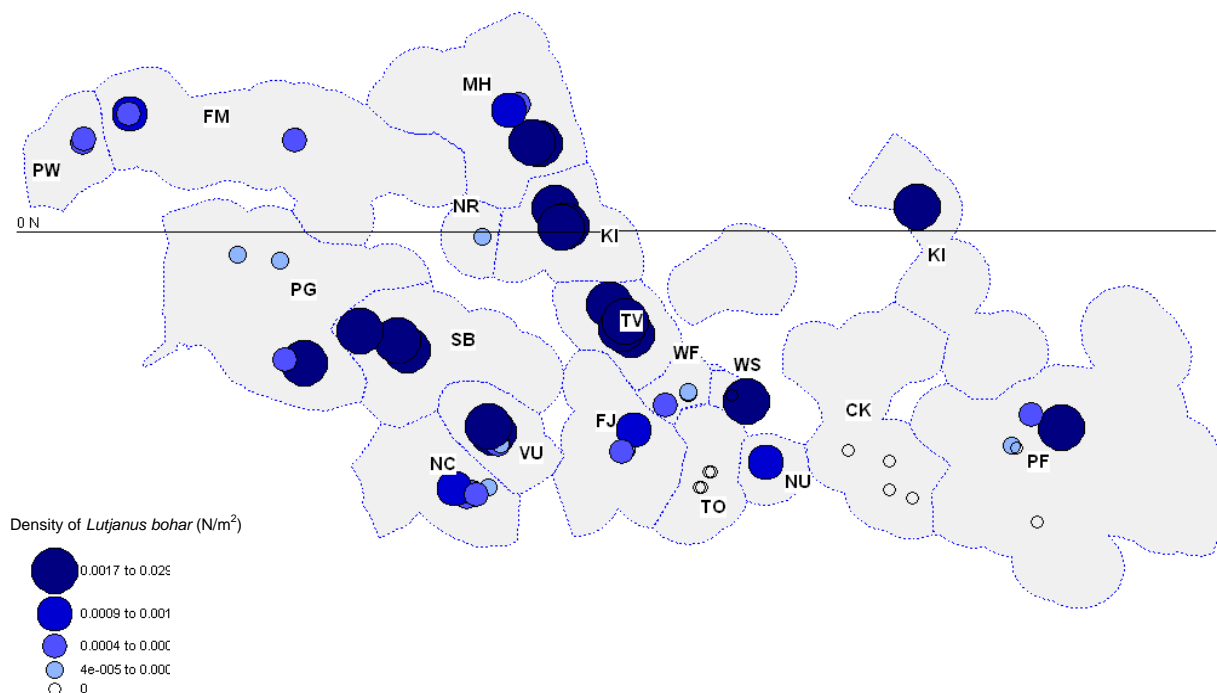 MH
FM
PW
NR
0 N
KI
KI
PG
TV
SB
WF
WS
CK
FJ
VU
NC
PF
NU
TO
Density of Lutjanus bohar (N/m²)
0.0017 to
0.0009 to 0.001
0.0004 to 0.000
4e-005 to 0.000
0